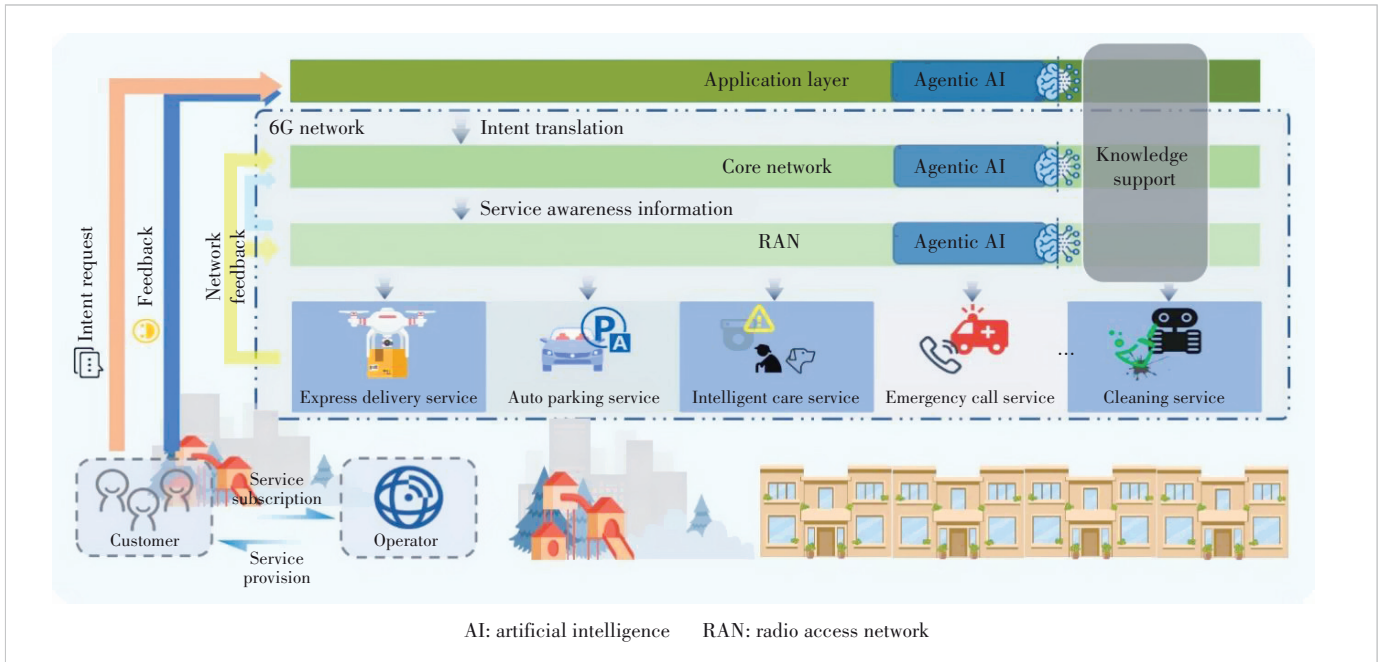 Application layer
Agentic AI
6G network
Intent translation
Core network
Agentic AI
Knowledge
support
Service awareness information
RAN
Agentic AI
Intent request
Feedback
Network
feedback
P
A
...
Express delivery service
Auto parking service
Intelligent care service
Emergency call service
Cleaning service
Customer
Service
subscription
Service
provision
Operator
AI: artificial intelligence RAN: radio access network